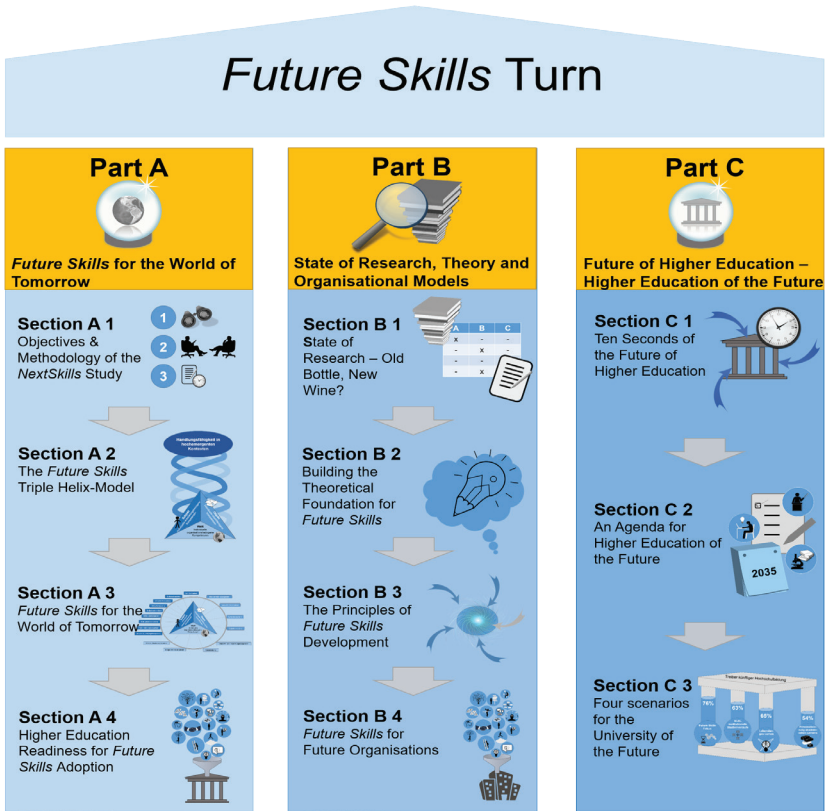 Future Skills Turn
Part A
Future Skills for the World of
Tomorrow
Section A 1
Objectives &
Methodology of the
NextSkills Study
1
2
3
Section A 2
The Future Skills
Triple Helix-Model
Handlungsfähigkeit in
hochemergenten
Kontexten
Section A 3
Future Skills for the
World of Tomorrow
Section A 4
Higher Education
Readiness for Future
Skills Adoption
Part B
State of Research, Theory and
Organisational Models
Section B 1
State of
Research – Old
Bottle, New
Wine?
A B C
x - -
- x -
- - -
- x
Section B 2
Building the
Theoretical
Foundation for
Future Skills
Section B 3
The Principles of
Future Skills
Development
Section B 4
Future Skills for
Future Organisations
Part C
Future of Higher Education –
Higher Education of the Future
Section C 1
Ten Seconds of
the Future of
Higher Education
Section C 2
An Agenda for
Higher Education of
the Future
2035
Section C 3
Four scenarios
for the
University of
the Future
76%
63%